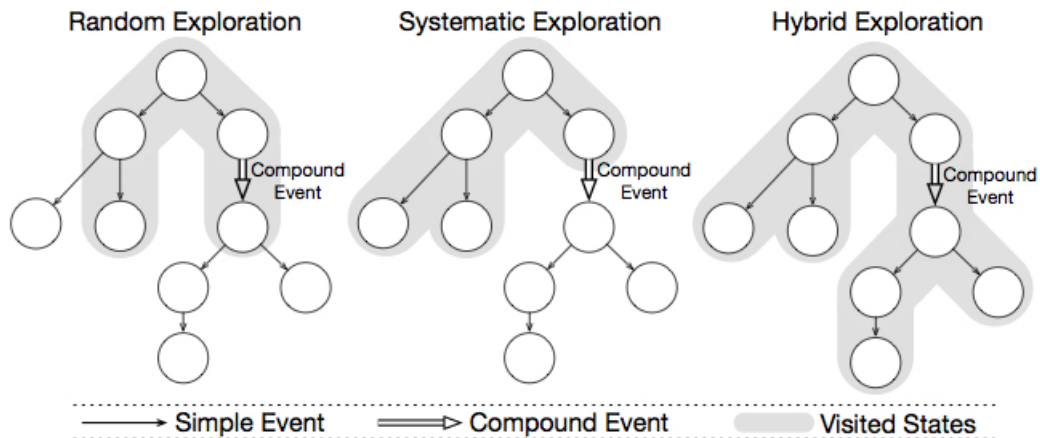 Random Exploration
Systematic Exploration
Hybrid Exploration
Compound
Event
Compound
Event
Compound
Event
Simple Event
Compound Event
Visited States